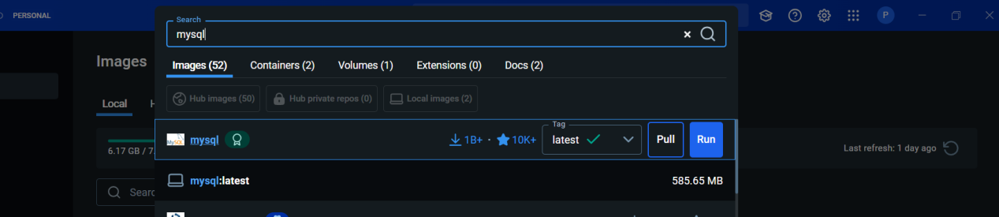 PERSONAL
Search
mysql
P
Images
Images (52)
Containers (2)
Volumes (1)
Extensions (0)
Docs (2)
Hub images (50)
Hub private repos (0)
Local images (2)
Local
MySQL
mysql
1B+ · 10K+
Tag
latest
Pull
Run
6.17 GB / 7.
Last refresh: 1 day ago
mysql:latest
585.65 MB
Searc